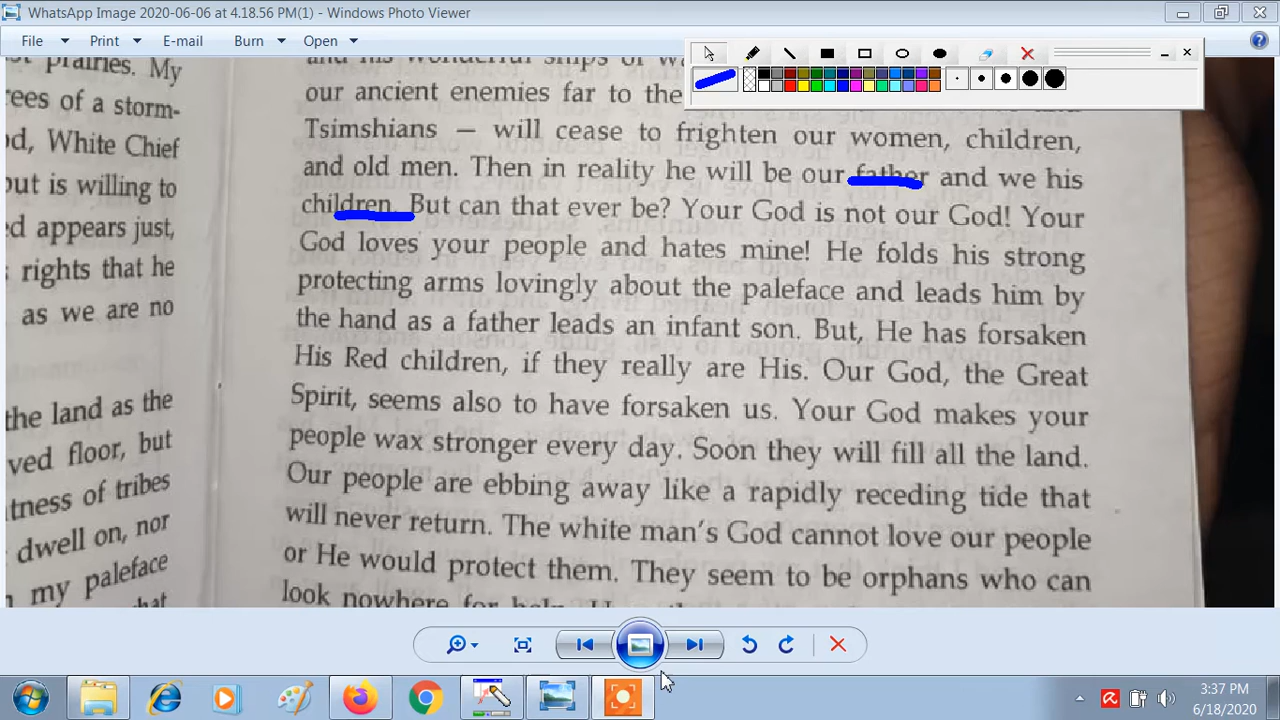 WhatsApp Image 2020-06-06 at 4.18.56 PM(1) - Windows Photo Viewer
File Print E-mail Burn Open
prairies. My
rees of a storm-
od, White Chief
but is willing to
ed appears just,
rights that he
as we are no
the land as the
ved floor, but
tness of tribes
dwell on, nor
my paleface
our ancient enemies far to the
Tsimshians — will cease to frighten our women, children,
and old men. Then in reality he will be our father and we his
children. But can that ever be? Your God is not our God! Your
God loves your people and hates mine! He folds his strong
protecting arms lovingly about the paleface and leads him by
the hand as a father leads an infant son. But, He has forsaken
His Red children, if they really are His. Our God, the Great
Spirit, seems also to have forsaken us. Your God makes your
people wax stronger every day. Soon they will fill all the land.
Our people are ebbing away like a rapidly receding tide that
will never return. The white man's God cannot love our people
or He would protect them. They seem to be orphans who can
look nowhere for help.
3:37 PM
6/18/2020